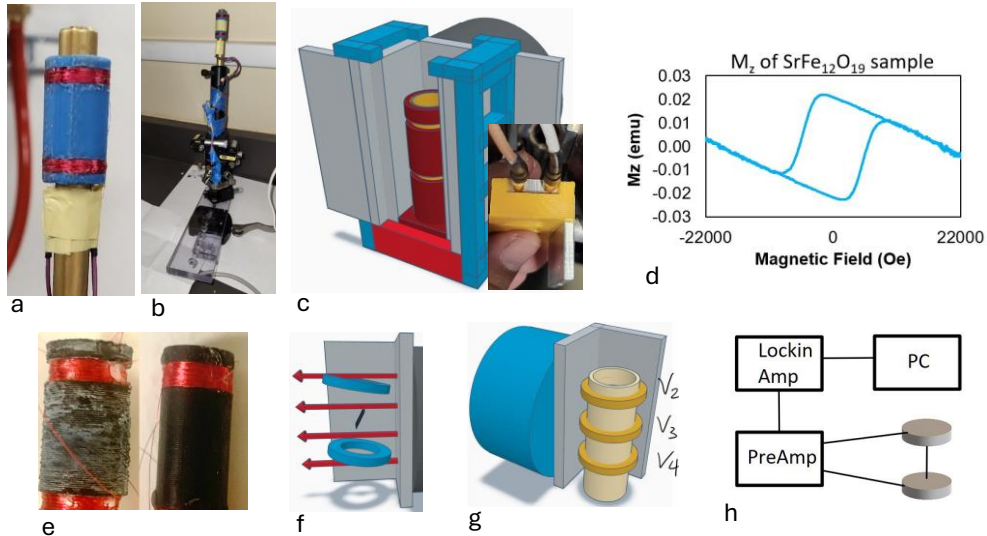 a
b
c
M_z of SrFe₁₂O₁₉ sample
0.03
0.02
0.01
0.00
-0.01
-0.02
-0.03
Mz (emu)
-22000
0
22000
Magnetic Field (Oe)
d
e
f
V₂
V₃
V₄
g
Lockin
Amp
PC
PreAmp
h